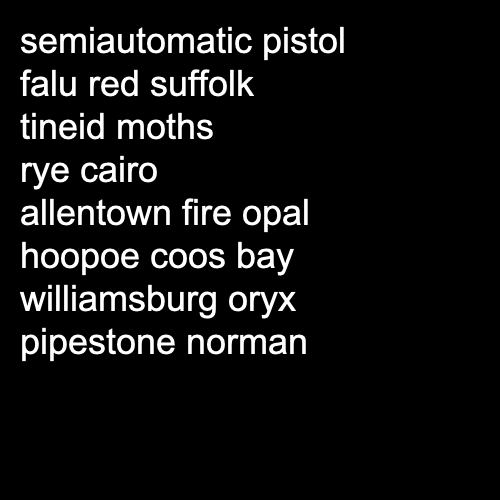 semiautomatic pistol
falu red suffolk
tineid moths
rye cairo
allentown fire opal
hoopoe coos bay
williamsburg oryx
pipestone norman